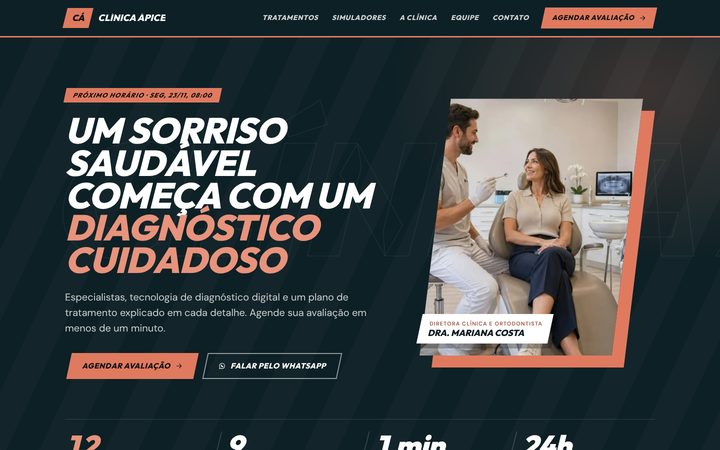 CÁ CLÍNICA ÁPICE
TRATAMENTOS SIMULADORES A CLÍNICA EQUIPE CONTATO AGENDAR AVALIAÇÃO →
PRÓXIMO HORÁRIO · SEG, 23/11, 08:00
UM SORRISO
SAUDÁVEL
COMEÇA COM UM
DIAGNÓSTICO
CUIDADOSO
Especialistas, tecnologia de diagnóstico digital e um plano de
tratamento explicado em cada detalhe. Agende sua avaliação em
menos de um minuto.
AGENDAR AVALIAÇÃO →
FALAR PELO WHATSAPP
DIRETORA CLÍNICA E ORTODONTISTA
DRA. MARIANA COSTA
12 9 1 min 24h